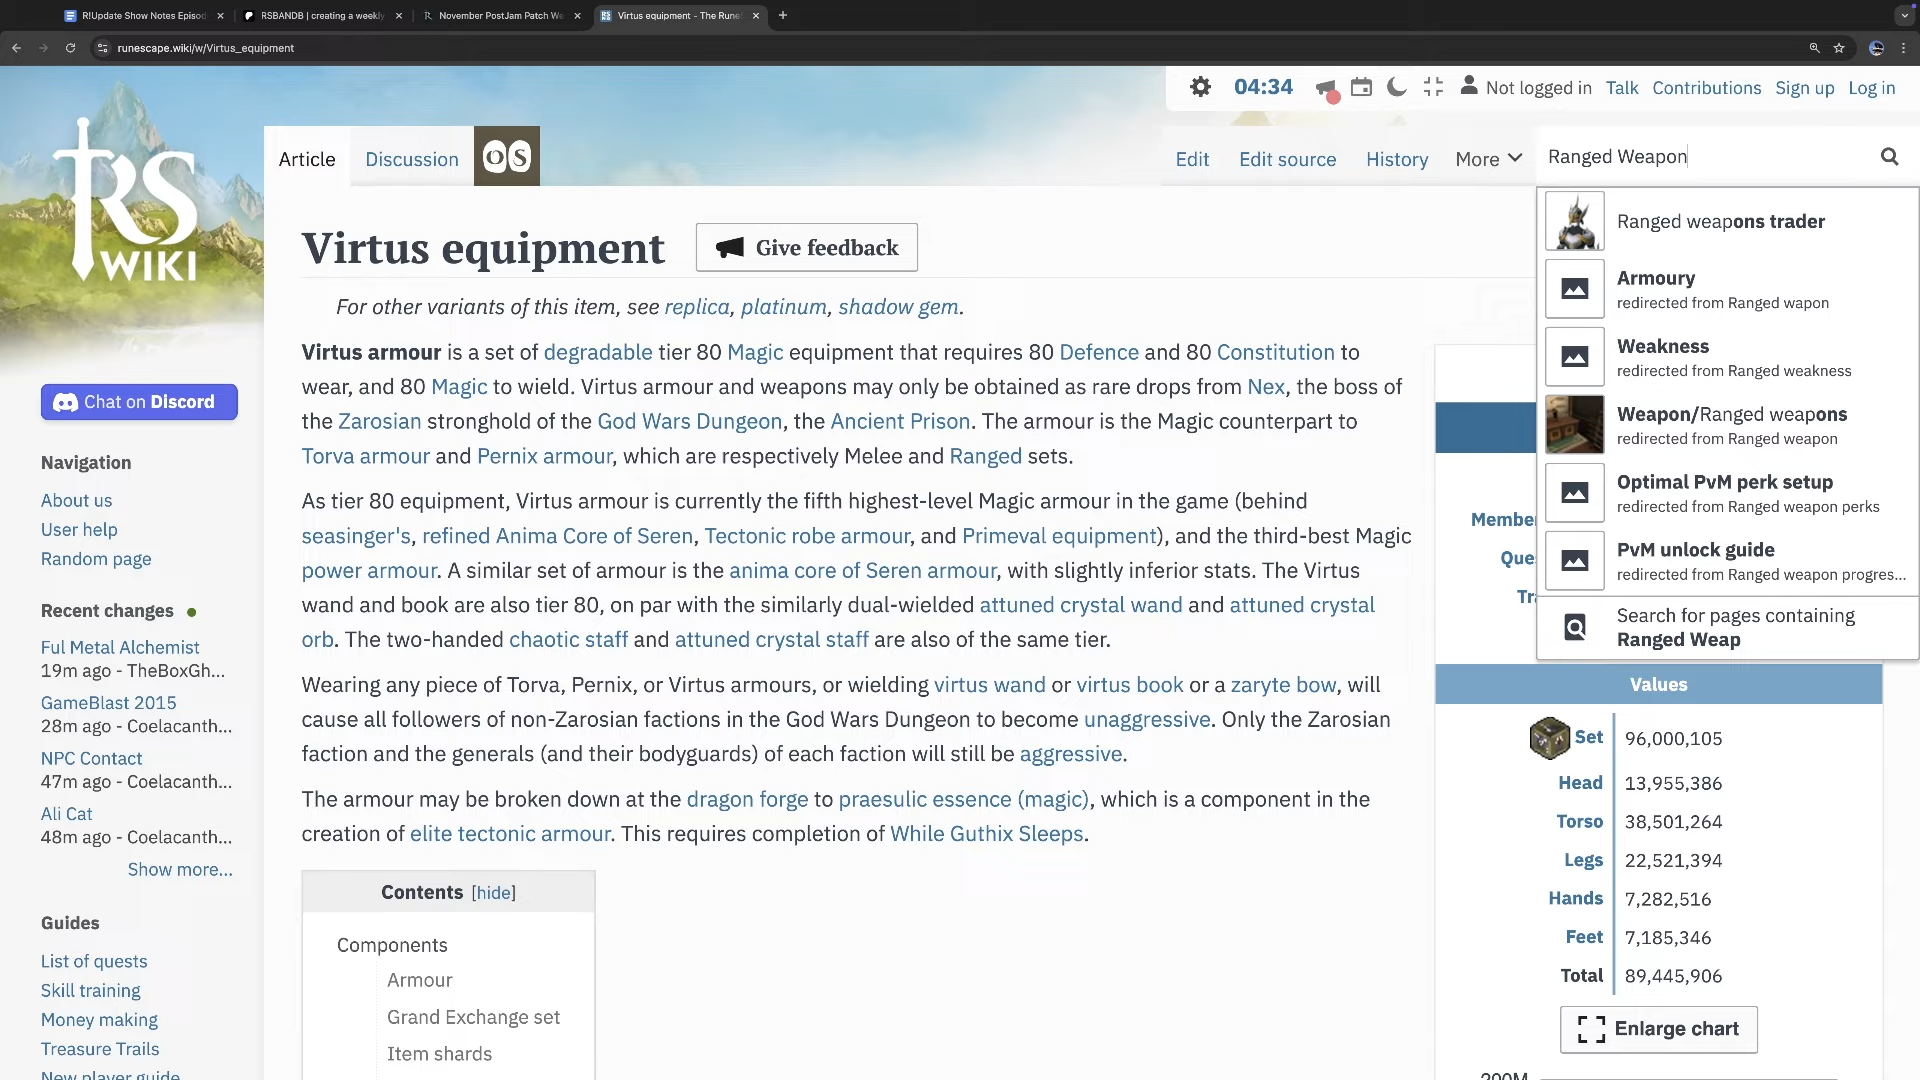 R!Update Show Notes Episod
RSBANDB | creating a weekly
November PostJam Patch We
Virtus equipment - The Rune
runescape.wiki/w/Virtus_equipment
04:34
Not logged in
Talk
Contributions
Sign up
Log in
RS
WIKI
Article
Discussion
OS
Edit
Edit source
History
More
Ranged Weapon
Virtus equipment
Give feedback
For other variants of this item, see replica, platinum, shadow gem.
Virtus armour is a set of degradable tier 80 Magic equipment that requires 80 Defence and 80 Constitution to
wear, and 80 Magic to wield. Virtus armour and weapons may only be obtained as rare drops from Nex, the boss of
the Zarosian stronghold of the God Wars Dungeon, the Ancient Prison. The armour is the Magic counterpart to
Torva armour and Pernix armour, which are respectively Melee and Ranged sets.
As tier 80 equipment, Virtus armour is currently the fifth highest-level Magic armour in the game (behind
seasinger's, refined Anima Core of Seren, Tectonic robe armour, and Primeval equipment), and the third-best Magic
power armour. A similar set of armour is the anima core of Seren armour, with slightly inferior stats. The Virtus
wand and book are also tier 80, on par with the similarly dual-wielded attuned crystal wand and attuned crystal
orb. The two-handed chaotic staff and attuned crystal staff are also of the same tier.
Wearing any piece of Torva, Pernix, or Virtus armours, or wielding virtus wand or virtus book or a zaryte bow, will
cause all followers of non-Zarosian factions in the God Wars Dungeon to become unaggressive. Only the Zarosian
faction and the generals (and their bodyguards) of each faction will still be aggressive.
The armour may be broken down at the dragon forge to praesulic essence (magic), which is a component in the
creation of elite tectonic armour. This requires completion of While Guthix Sleeps.
Contents [hide]
Components
Armour
Grand Exchange set
Item shards
Chat on Discord
Navigation
About us
User help
Random page
Recent changes
Ful Metal Alchemist
19m ago - TheBoxGh...
GameBlast 2015
28m ago - Coelacanth...
NPC Contact
47m ago - Coelacanth...
Ali Cat
48m ago - Coelacanth...
Show more...
Guides
List of quests
Skill training
Money making
Treasure Trails
New player guide
Ranged weapons trader
Armoury
redirected from Ranged wapon
Weakness
redirected from Ranged weakness
Weapon/Ranged weapons
redirected from Ranged weapon
Optimal PvM perk setup
redirected from Ranged weapon perks
PvM unlock guide
redirected from Ranged weapon progres...
Search for pages containing
Ranged Weap
Membe
Que
Tr
Values
Set 96,000,105
Head 13,955,386
Torso 38,501,264
Legs 22,521,394
Hands 7,282,516
Feet 7,185,346
Total 89,445,906
Enlarge chart
200M